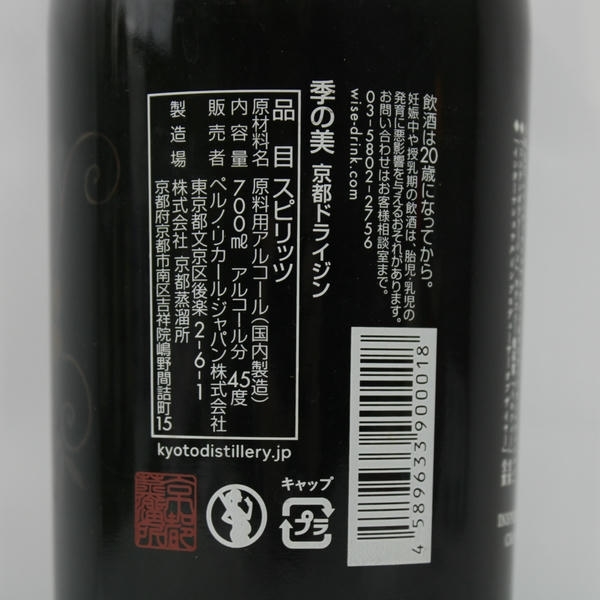 飲酒は20歳になってから。
妊娠中や授乳期の飲酒は、胎児・乳児の
発育に悪影響を与えるおそれがあります。
お問い合わせはお客様相談室まで。
03-5802-2756
wise-drink.com
季の美 京都ドライジン
品目 スピリッツ
原材料名 原料用アルコール(国内製造)
内容量 700mℓ アルコール分 45度
販売者 ペルノ・リカール・ジャパン株式会社
東京都文京区後楽 2-6-1
製造場 株式会社 京都蒸溜所
京都府京都市南区吉祥院嶋野間詰町15
kyotodistillery.jp
キャップ
プラ
4 589633 900018